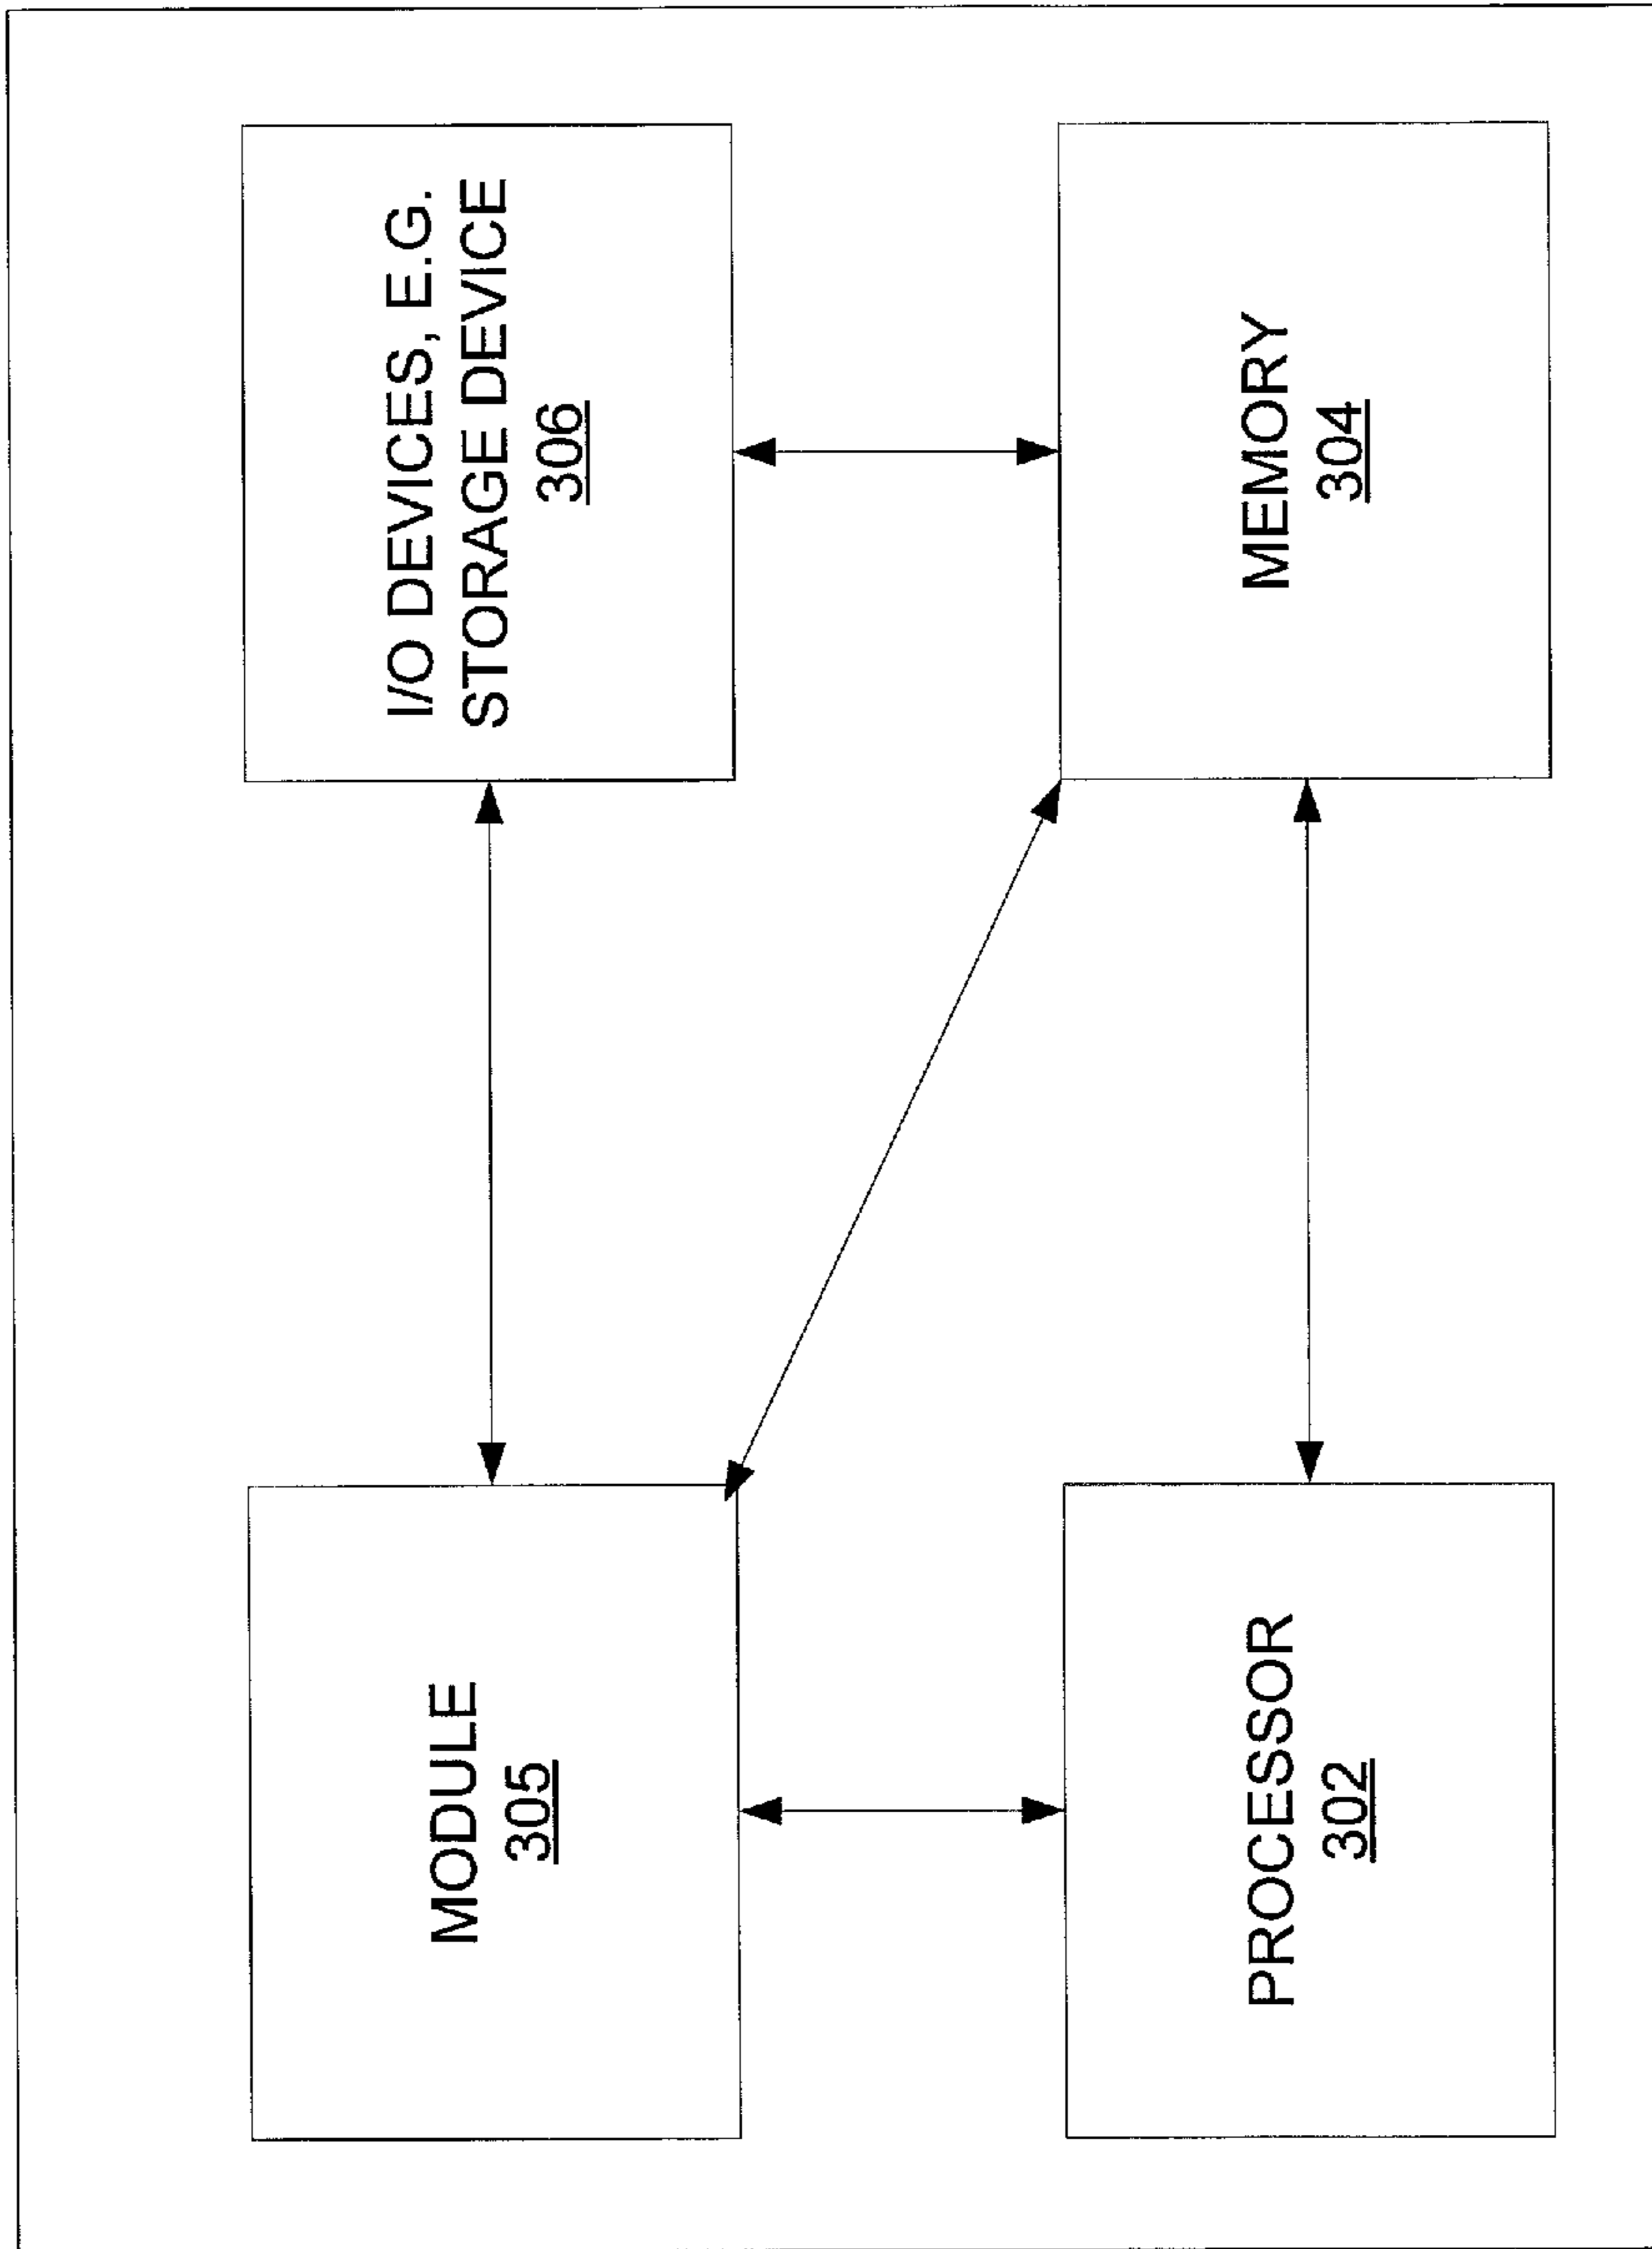 MODULE
305
I/O DEVICES, E.G.
STORAGE DEVICE
306
PROCESSOR
302
MEMORY
304